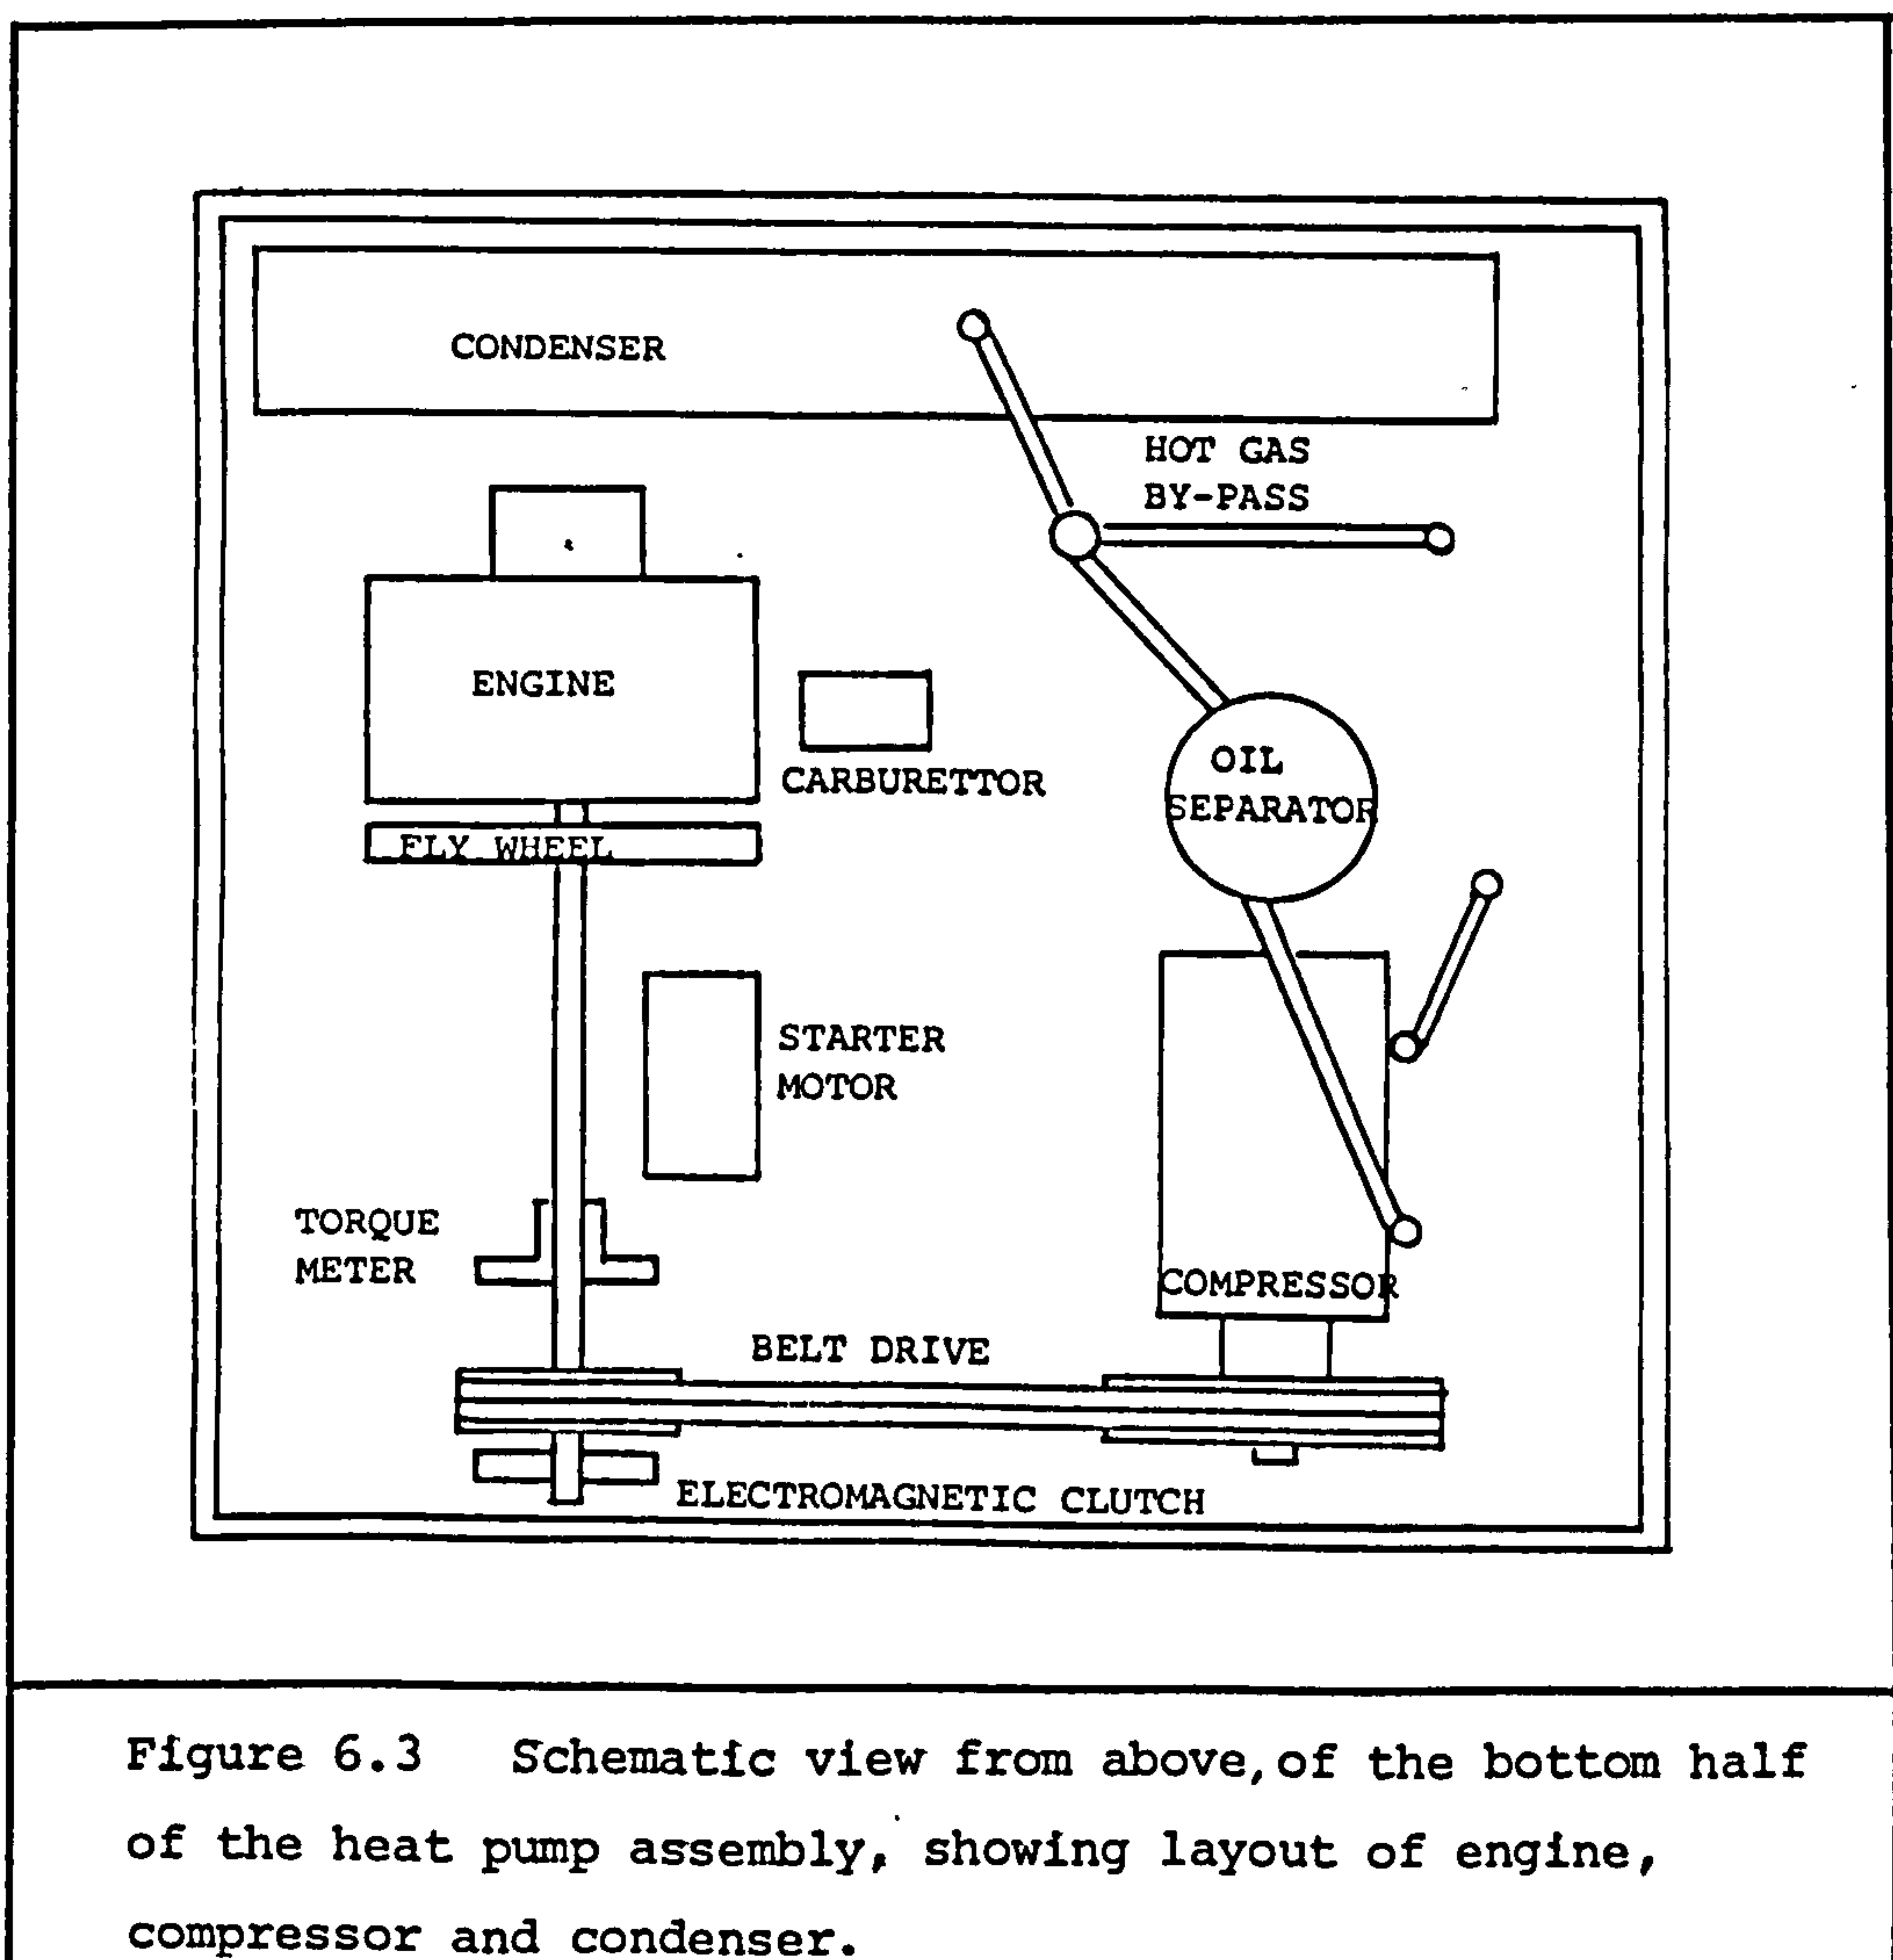 CONDENSER
HOT GAS
BY-PASS
ENGINE
CARBURETTOR
OIL
SEPARATOR
FLY WHEEL
STARTER
MOTOR
TORQUE
METER
COMPRESSOR
BELT DRIVE
ELECTROMAGNETIC CLUTCH
Figure 6.3 Schematic view from above, of the bottom half
of the heat pump assembly, showing layout of engine,
compressor and condenser.